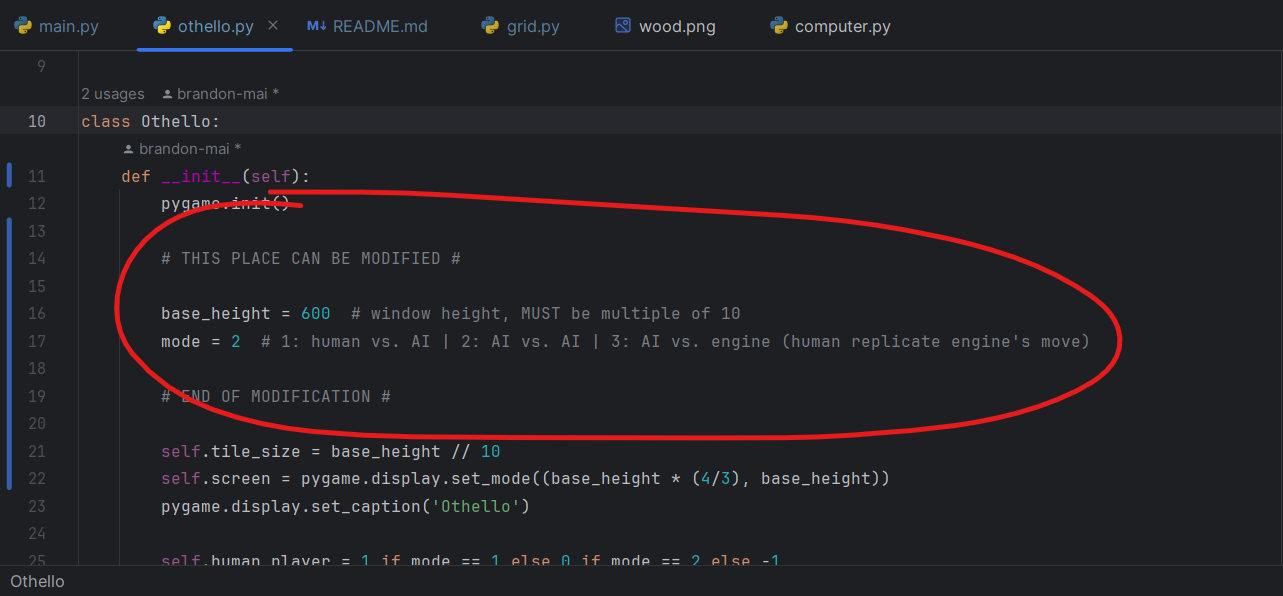 main.py othello.py README.md grid.py wood.png computer.py
9
2 usages brandon-mai *
10 class Othello:
brandon-mai *
11 def __init__(self):
12 pygame.init()
13
14 # THIS PLACE CAN BE MODIFIED #
15
16 base_height = 600 # window height, MUST be multiple of 10
17 mode = 2 # 1: human vs. AI | 2: AI vs. AI | 3: AI vs. engine (human replicate engine's move)
18
19 # END OF MODIFICATION #
20
21 self.tile_size = base_height // 10
22 self.screen = pygame.display.set_mode((base_height * (4/3), base_height))
23 pygame.display.set_caption('Othello')
24
25 self.human_player = 1 if mode == 1 else 0 if mode == 2 else -1
Othello